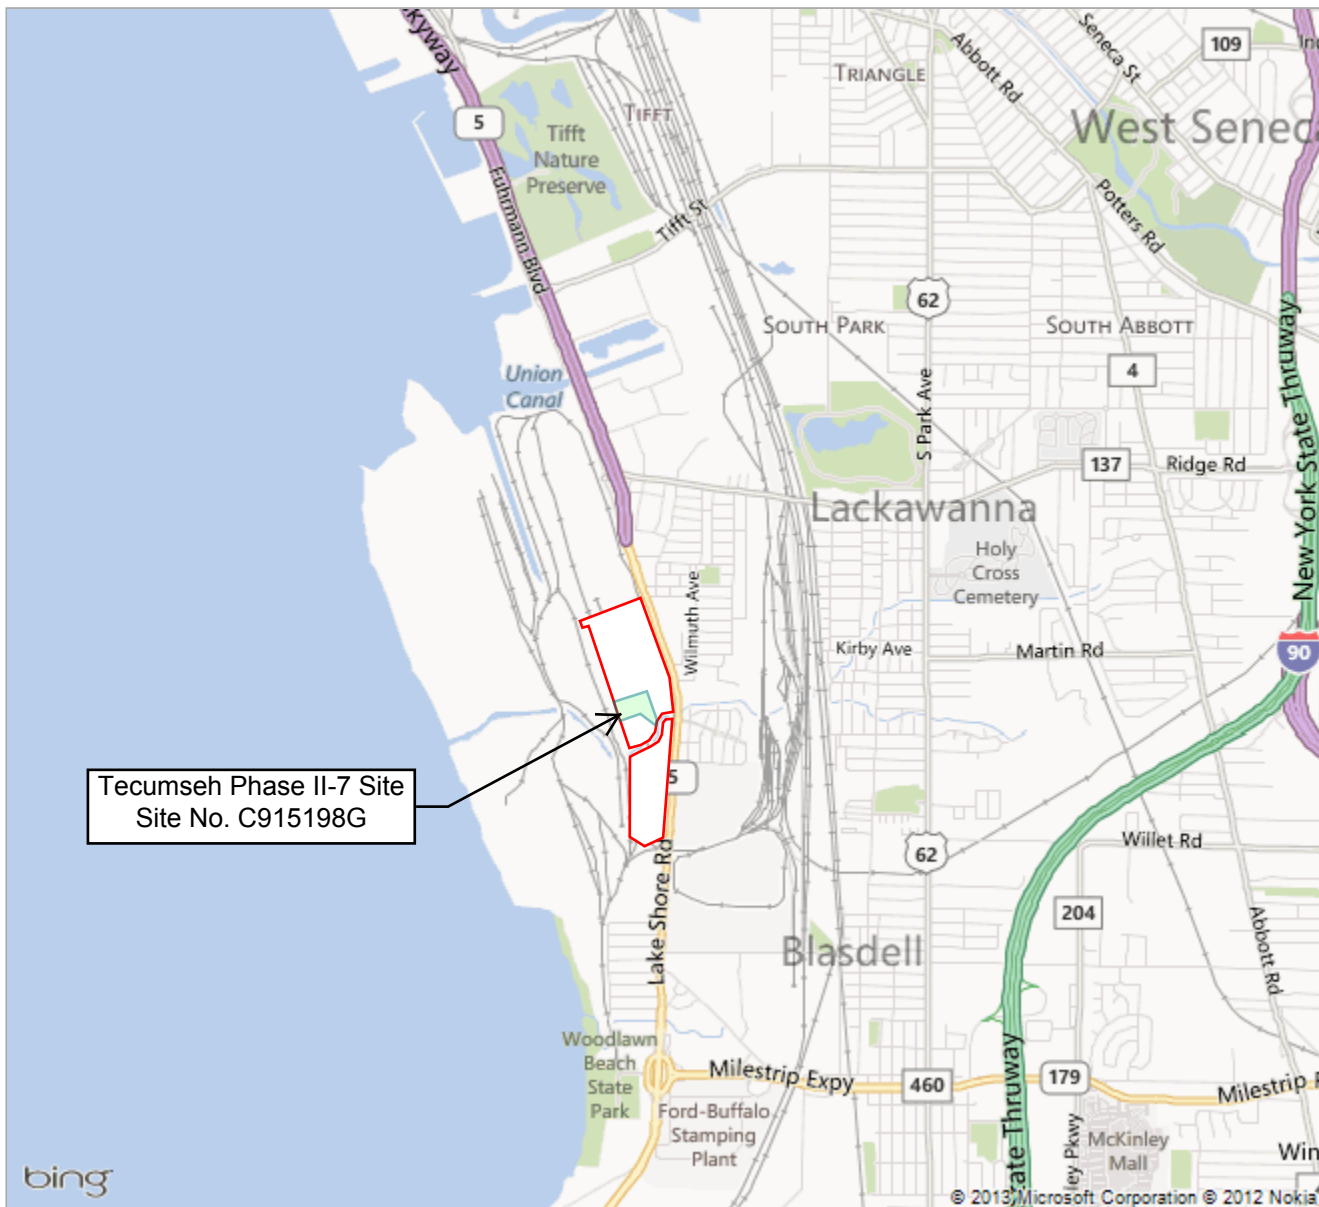 kyway
5
Tifft
Nature
Preserve
TIFFT
TRIANGLE
Abbott Rd
Seneca St
109
West Seneca
Fuhrmann Blvd
Tifft St
Potters Rd
62
SOUTH PARK
SOUTH ABBOTT
4
Union
Canal
S Park Ave
137
Ridge Rd
New York State Thruway
Lackawanna
Holy
Cross
Cemetery
Wilmuth Ave
Kirby Ave
Martin Rd
90
Tecumseh Phase II-7 Site
Site No. C915198G
5
62
Willet Rd
204
Abbott Rd
Lake Shore Rd
Blasdell
Woodlawn
Beach
State
Park
Milestrip Expy
460
179
Milestrip
Ford-Buffalo
Stamping
Plant
ate Thruway
ley Pkwy
McKinley
Mall
Win
bing
© 2013 Microsoft Corporation © 2012 Nokia